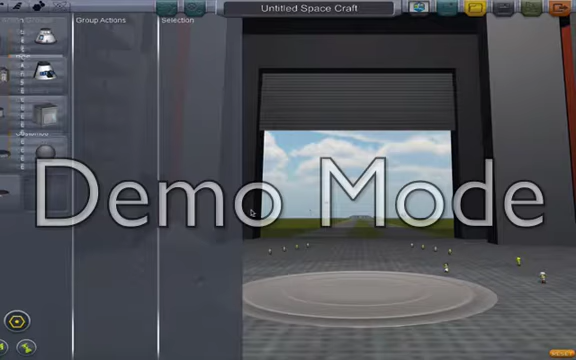 Group Actions
Selection
Untitled Space Craft
Demo Mode